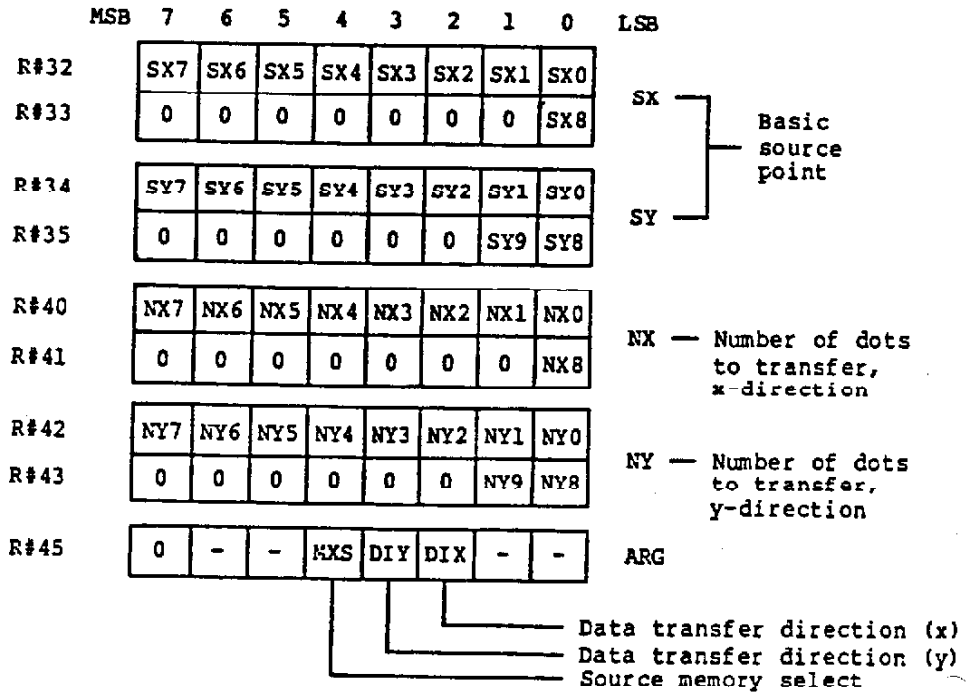 MSB 7 6 5 4 3 2 1 0 LSB
R#32 SX7 SX6 SX5 SX4 SX3 SX2 SX1 SX0
R#33 0 0 0 0 0 0 0 SX8
SX
Basic
source
point
R#34 SY7 SY6 SY5 SY4 SY3 SY2 SY1 SY0
SY
R#35 0 0 0 0 0 0 SY9 SY8
R#40 NX7 NX6 NX5 NX4 NX3 NX2 NX1 NX0
R#41 0 0 0 0 0 0 0 NX8
NX — Number of dots
to transfer,
x-direction
R#42 NY7 NY6 NY5 NY4 NY3 NY2 NY1 NY0
R#43 0 0 0 0 0 0 NY9 NY8
NY — Number of dots
to transfer,
y-direction
R#45 0 - - MXS DIY DIX - - ARG
Data transfer direction (x)
Data transfer direction (y)
Source memory select